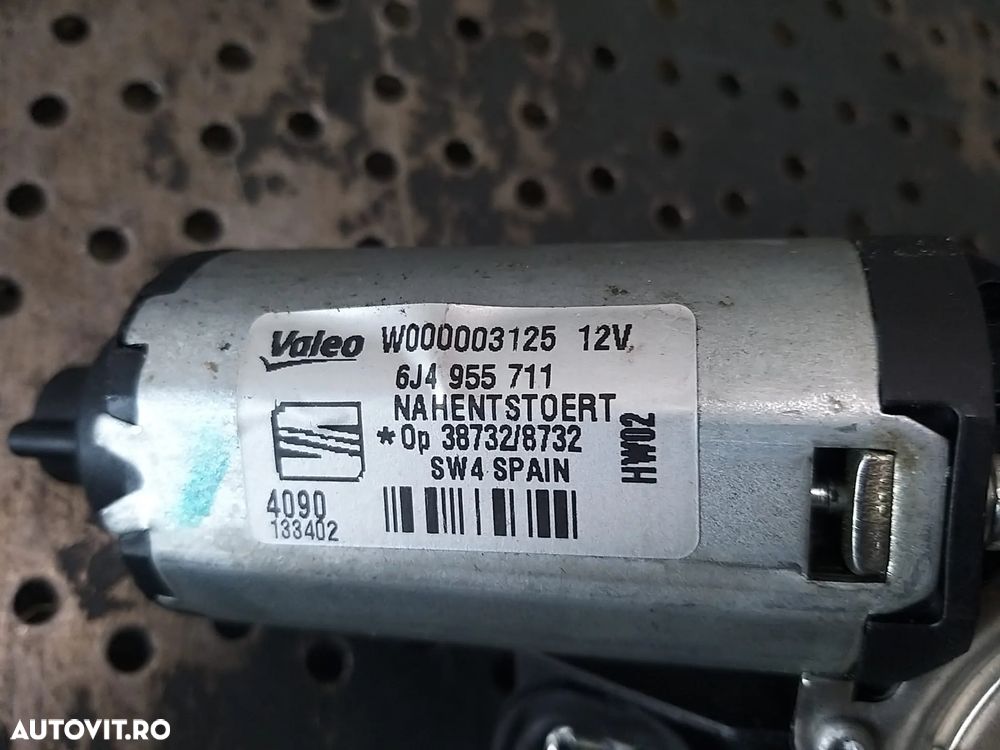 Valeo W000003125 12V
6J4 955 711
NAHENTSTOERT
*Op 38732/8732
SW4 SPAIN
HW02
4090
133402
AUTOVIT.RO